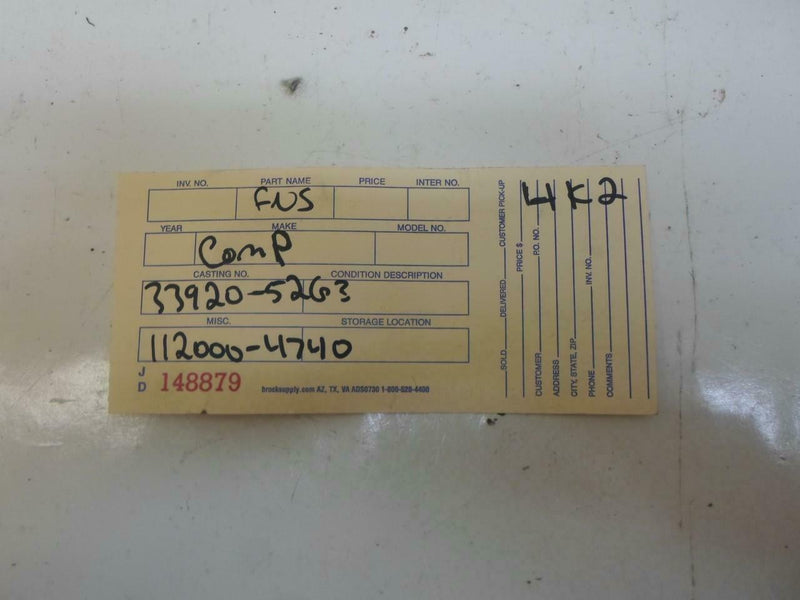 INV. NO. PART NAME PRICE INTER NO.
FNS
YEAR MAKE MODEL NO.
Comp
CASTING NO. CONDITION DESCRIPTION
33920-52G3
MISC. STORAGE LOCATION
112000-4740
J D 148879
brocksupply.com AZ, TX, VA ADS0730 1-800-528-4400
SOLD DELIVERED CUSTOMER PICK-UP
PRICE $
CUSTOMER P.O. NO.
ADDRESS
CITY, STATE, ZIP
PHONE INV. NO.
COMMENTS
4K2